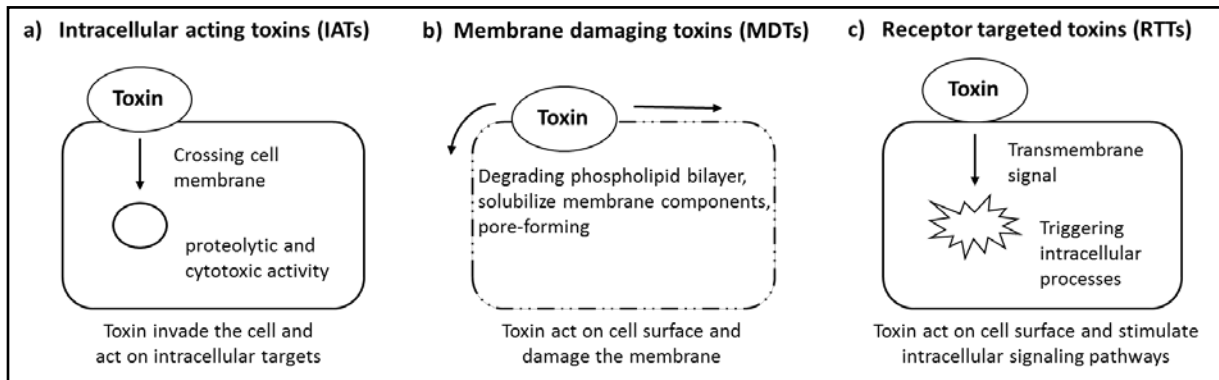 a) Intracellular acting toxins (IATs)
Toxin
Crossing cell
membrane
proteolytic and
cytotoxic activity
Toxin invade the cell and
act on intracellular targets
b) Membrane damaging toxins (MDTs)
Toxin
Degrading phospholipid bilayer,
solubilize membrane components,
pore-forming
Toxin act on cell surface and
damage the membrane
c) Receptor targeted toxins (RTTs)
Toxin
Transmembrane
signal
Triggering
intracellular
processes
Toxin act on cell surface and stimulate
intracellular signaling pathways